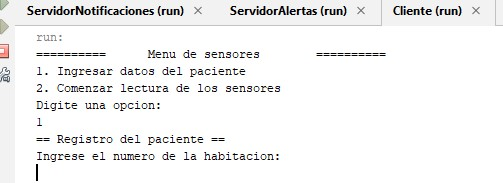 ServidorNotificaciones (run) × ServidorAlertas (run) × Cliente (run) ×
run:
========== Menu de sensores ==========
1. Ingresar datos del paciente
2. Comenzar lectura de los sensores
Digite una opcion:
1
== Registro del paciente ==
Ingrese el numero de la habitacion: